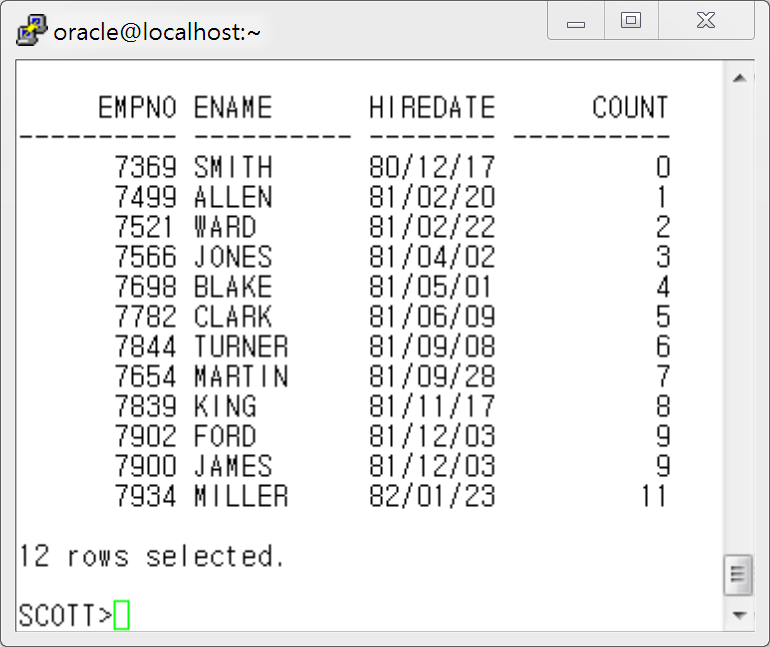 oracle@localhost:~
EMPNO ENAME HIREDATE COUNT
---------- ---------- -------- ----------
7369 SMITH 80/12/17 0
7499 ALLEN 81/02/20 1
7521 WARD 81/02/22 2
7566 JONES 81/04/02 3
7698 BLAKE 81/05/01 4
7782 CLARK 81/06/09 5
7844 TURNER 81/09/08 6
7654 MARTIN 81/09/28 7
7839 KING 81/11/17 8
7902 FORD 81/12/03 9
7900 JAMES 81/12/03 9
7934 MILLER 82/01/23 11
12 rows selected.
SCOTT>